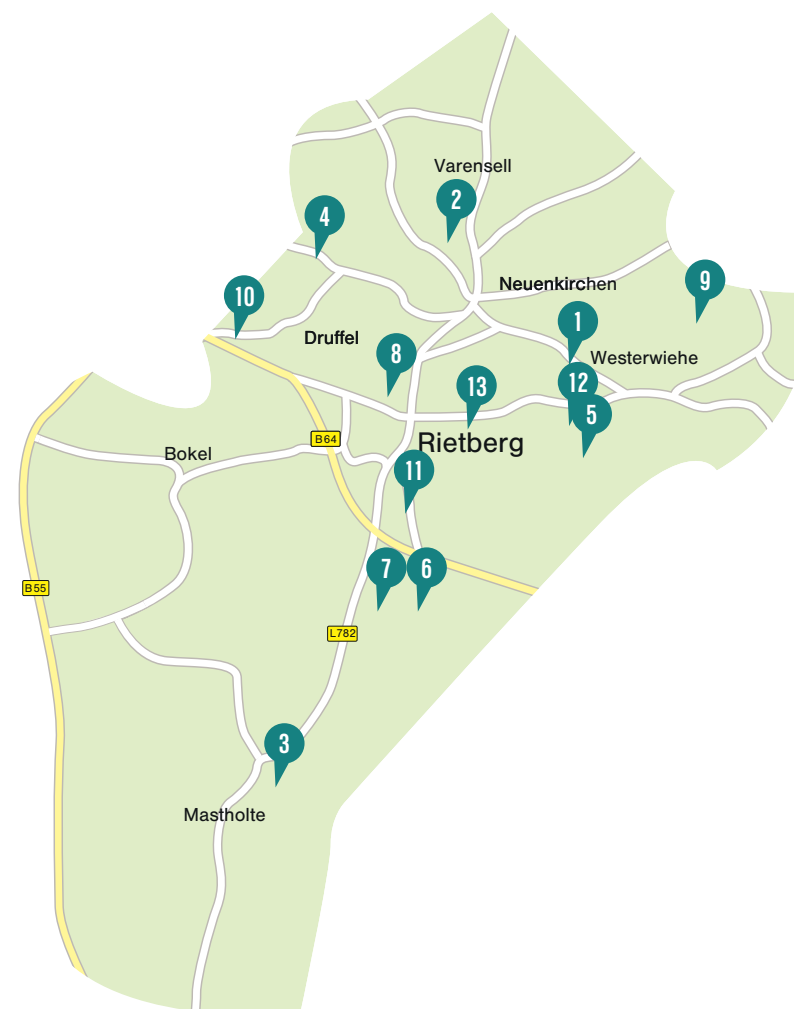 Varensell
2
4
Neuenkirchen
9
10
1
Druffel
8
Westerwiehe
13
12
5
B64
Rietberg
Bokel
11
7
6
B55
L782
3
Mastholte